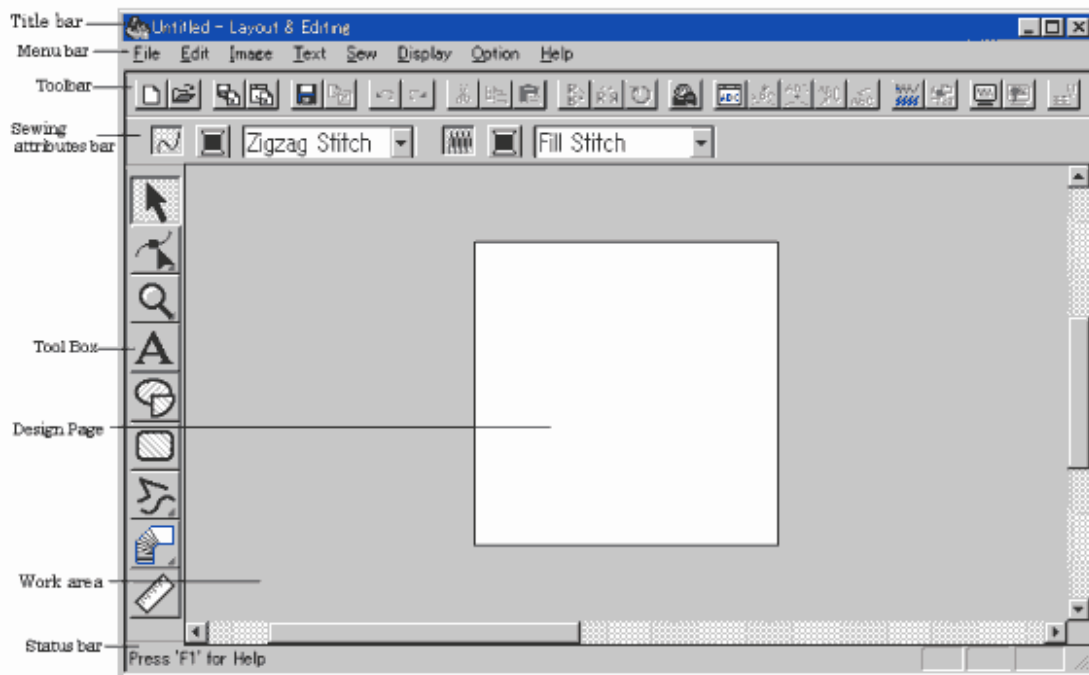 Title bar
Untitled - Layout & Editing
Menu bar
File Edit Image Text Sew Display Option Help
Toolbar
ABC
Sewing
attributes bar
Zigzag Stitch
Fill Stitch
Tool Box
A
Design Page
Work area
Status bar
Press 'F1' for Help